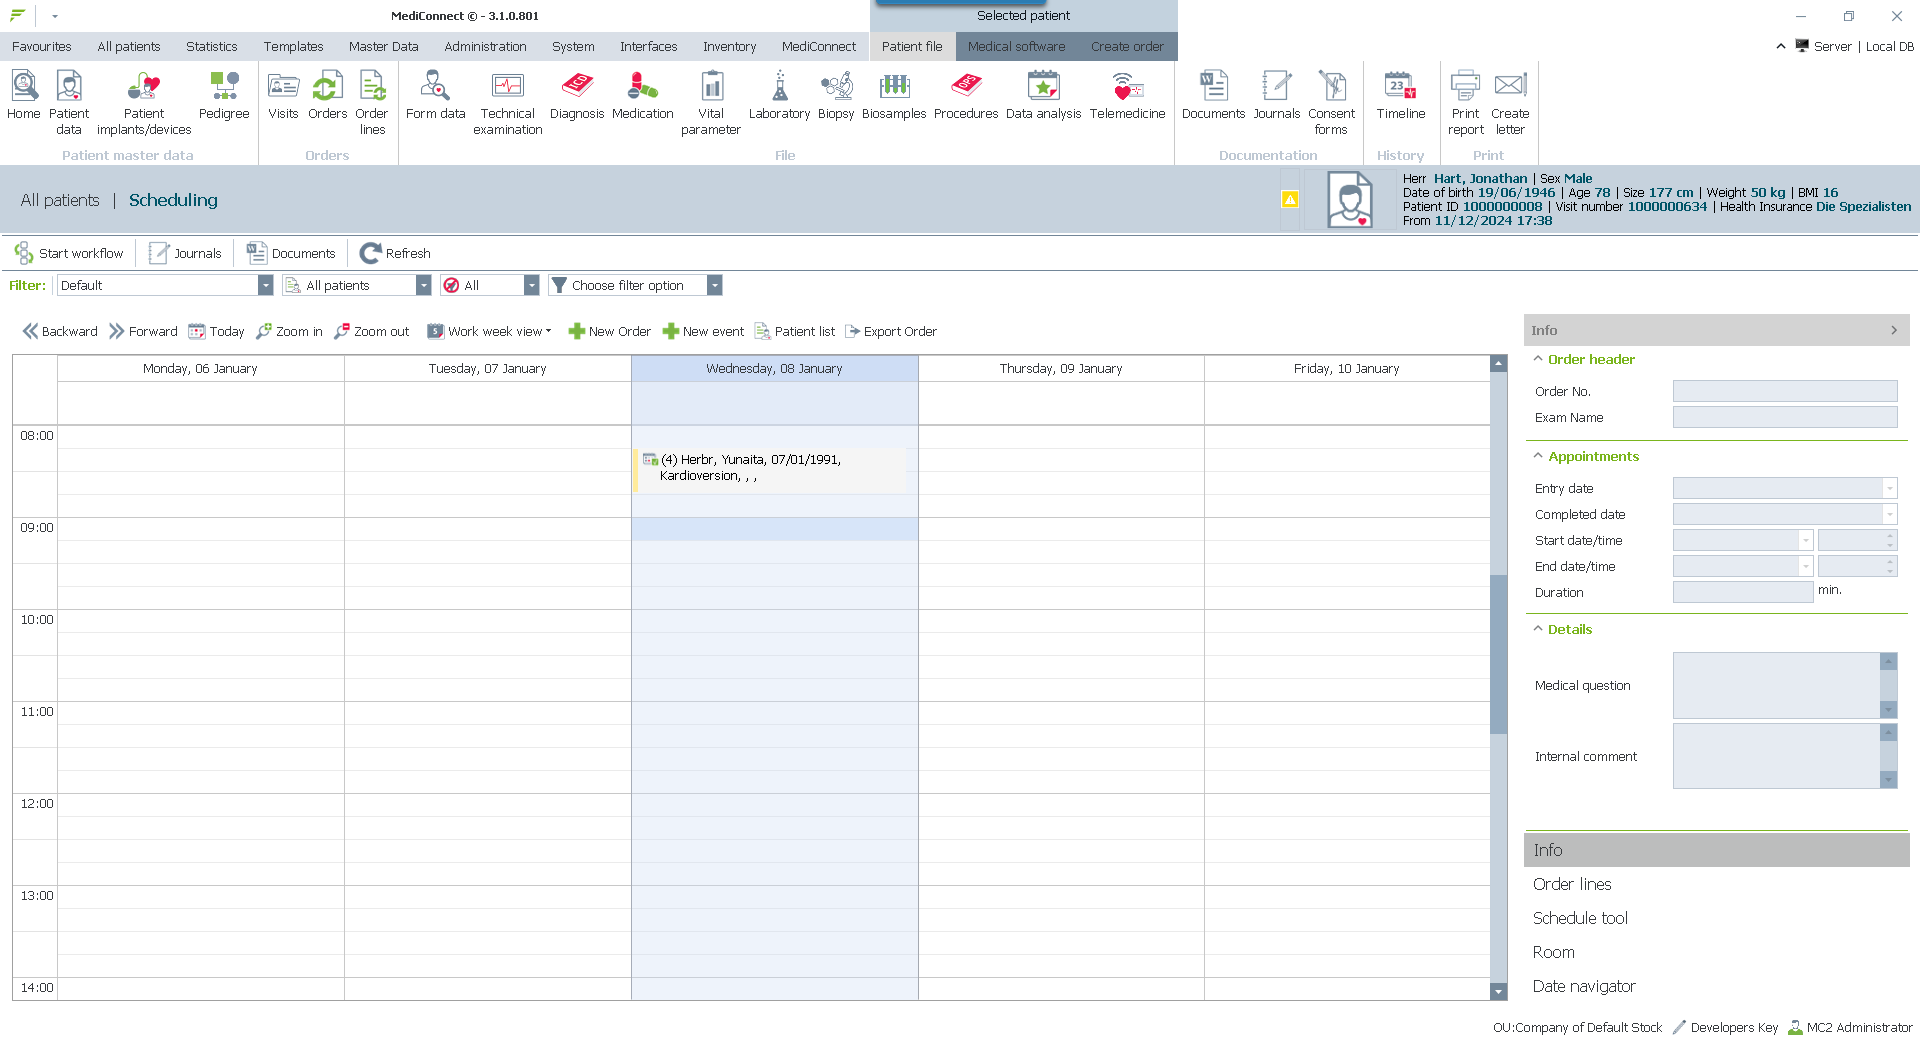 MediConnect © - 3.1.0.801
Selected patient
Favourites All patients Statistics Templates Master Data Administration System Interfaces Inventory MediConnect Patient file Medical software Create order
Server | Local DB
Home
Patient data
Patient implants/devices
Pedigree
Visits
Orders
Order lines
Form data
Technical examination
Diagnosis
Medication
Vital parameter
Laboratory
Biopsy
Biosamples
Procedures
Data analysis
Telemedicine
Documents
Journals
Consent forms
Timeline
Print report
Create letter
Patient master data Orders File Documentation History Print
All patients | Scheduling
Herr Hart, Jonathan | Sex Male
Date of birth 19/06/1946 | Age 78 | Size 177 cm | Weight 50 kg | BMI 16
Patient ID 1000000008 | Visit number 1000000634 | Health Insurance Die Spezialisten
From 11/12/2024 17:38
Start workflow Journals Documents Refresh
Filter: Default All patients All Choose filter option
Backward Forward Today Zoom in Zoom out Work week view New Order New event Patient list Export Order
Monday, 06 January Tuesday, 07 January Wednesday, 08 January Thursday, 09 January Friday, 10 January
08:00
(4) Herbr, Yunaita, 07/01/1991,
Kardioversion, , ,
09:00
10:00
11:00
12:00
13:00
14:00
Info
Order header
Order No.
Exam Name
Appointments
Entry date
Completed date
Start date/time
End date/time
Duration min.
Details
Medical question
Internal comment
Info
Order lines
Schedule tool
Room
Date navigator
OU:Company of Default Stock Developers Key MC2 Administrator